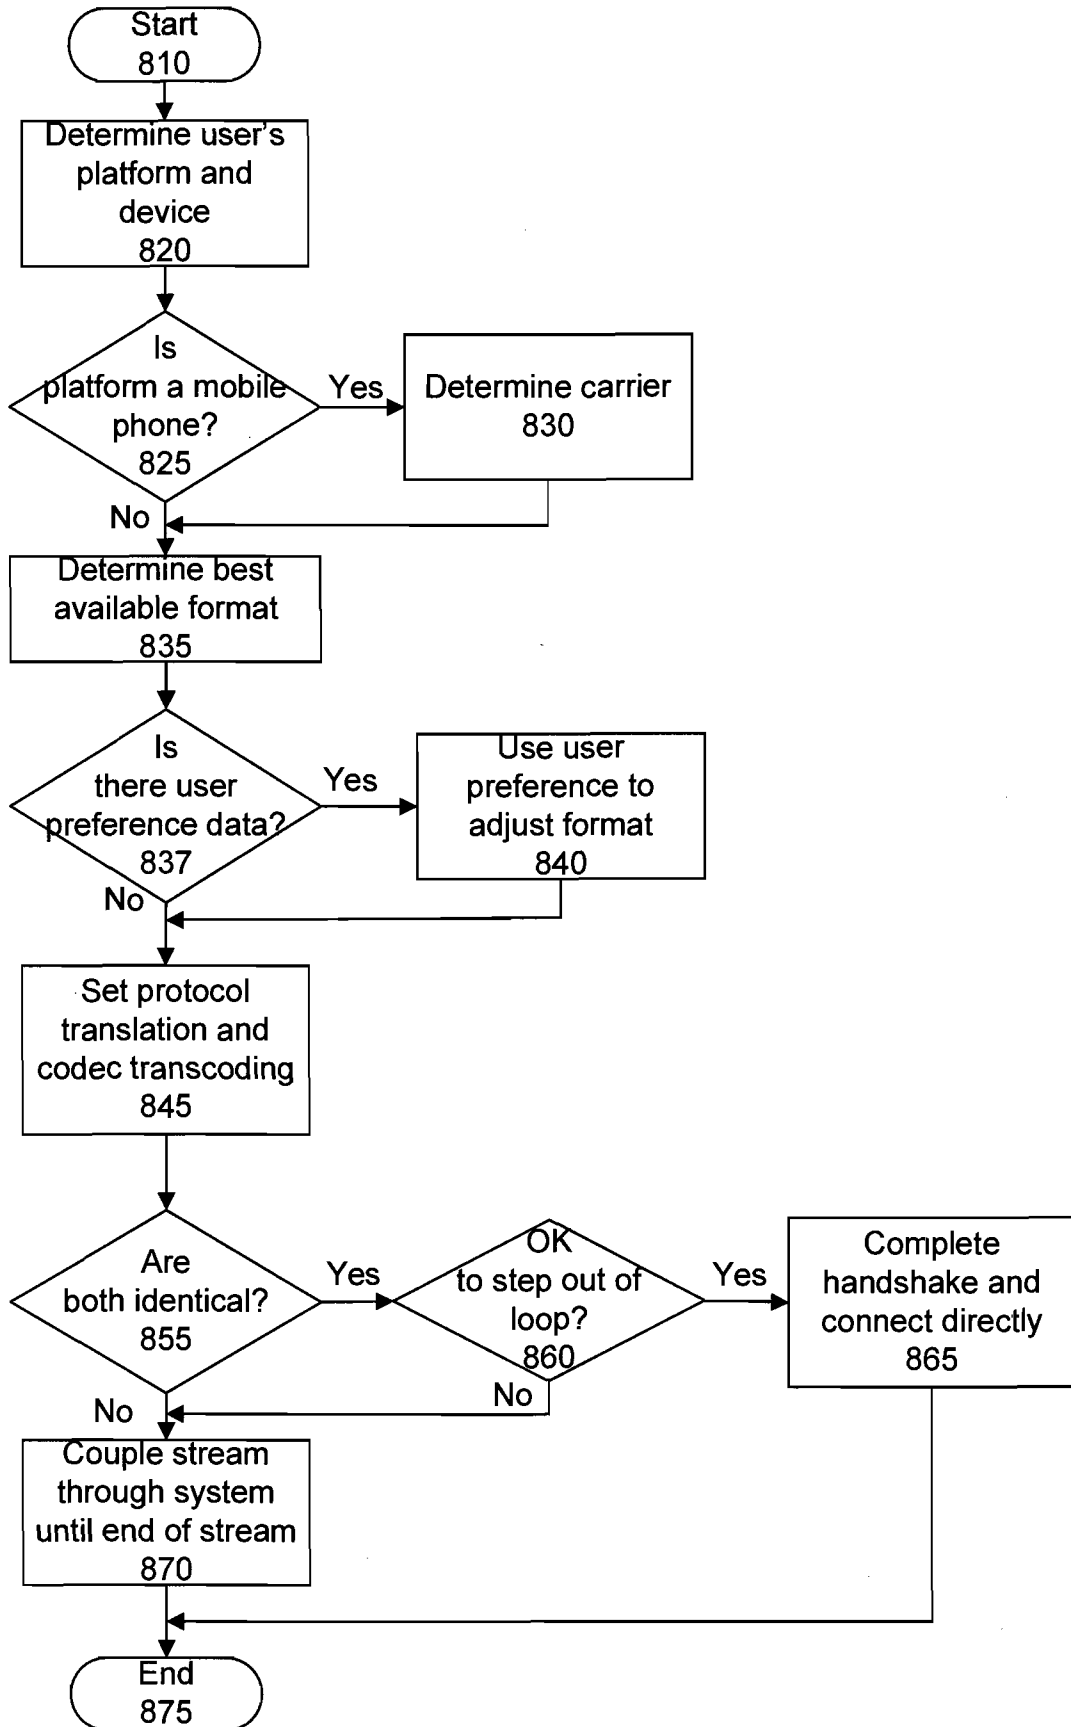 Start
810
Determine user's
platform and
device
820
Is
platform a mobile
phone?
825
Yes
Determine carrier
830
No
Determine best
available format
835
Is
there user
preference data?
837
Yes
Use user
preference to
adjust format
840
No
Set protocol
translation and
codec transcoding
845
Are
both identical?
855
Yes
OK
to step out of
loop?
860
Yes
Complete
handshake and
connect directly
865
No
No
Couple stream
through system
until end of stream
870
End
875